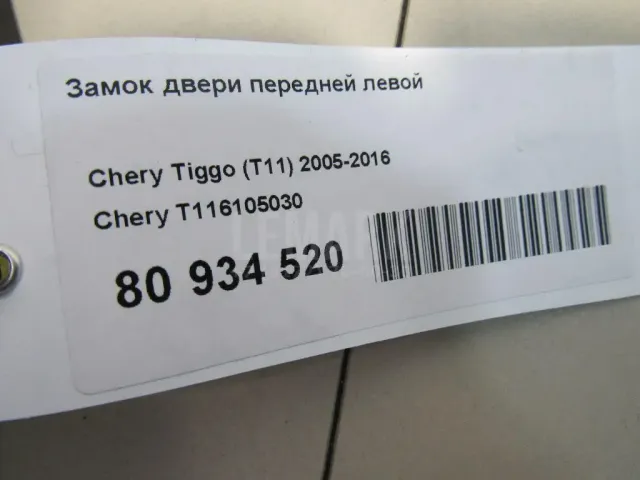 Замок двери передней левой
Chery Tiggo (T11) 2005-2016
Chery T116105030
80 934 520